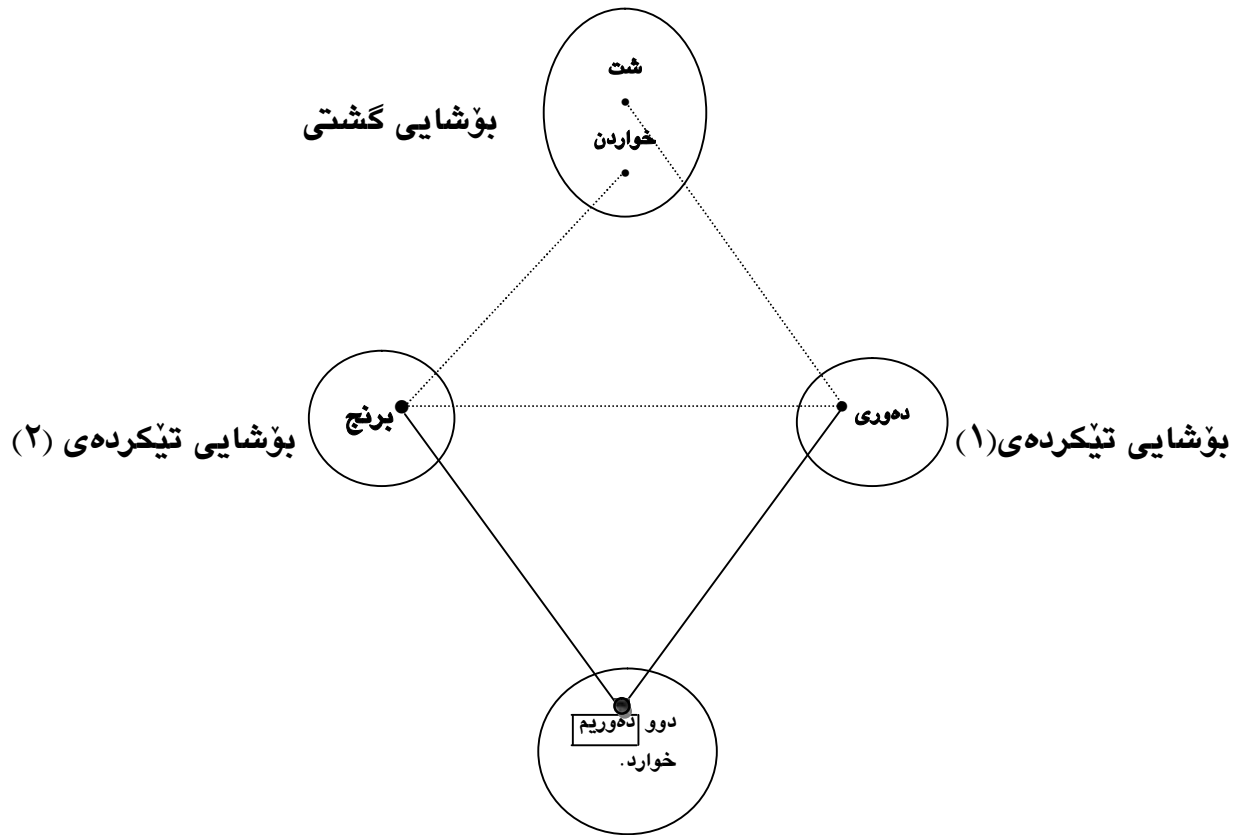 شت
خواردن
بۆشایی گشتی
دەوری
برنج
بۆشایی تێکردەی(١)
بۆشایی تێکردەی (٢)
دوو دەوریم
خوارد.